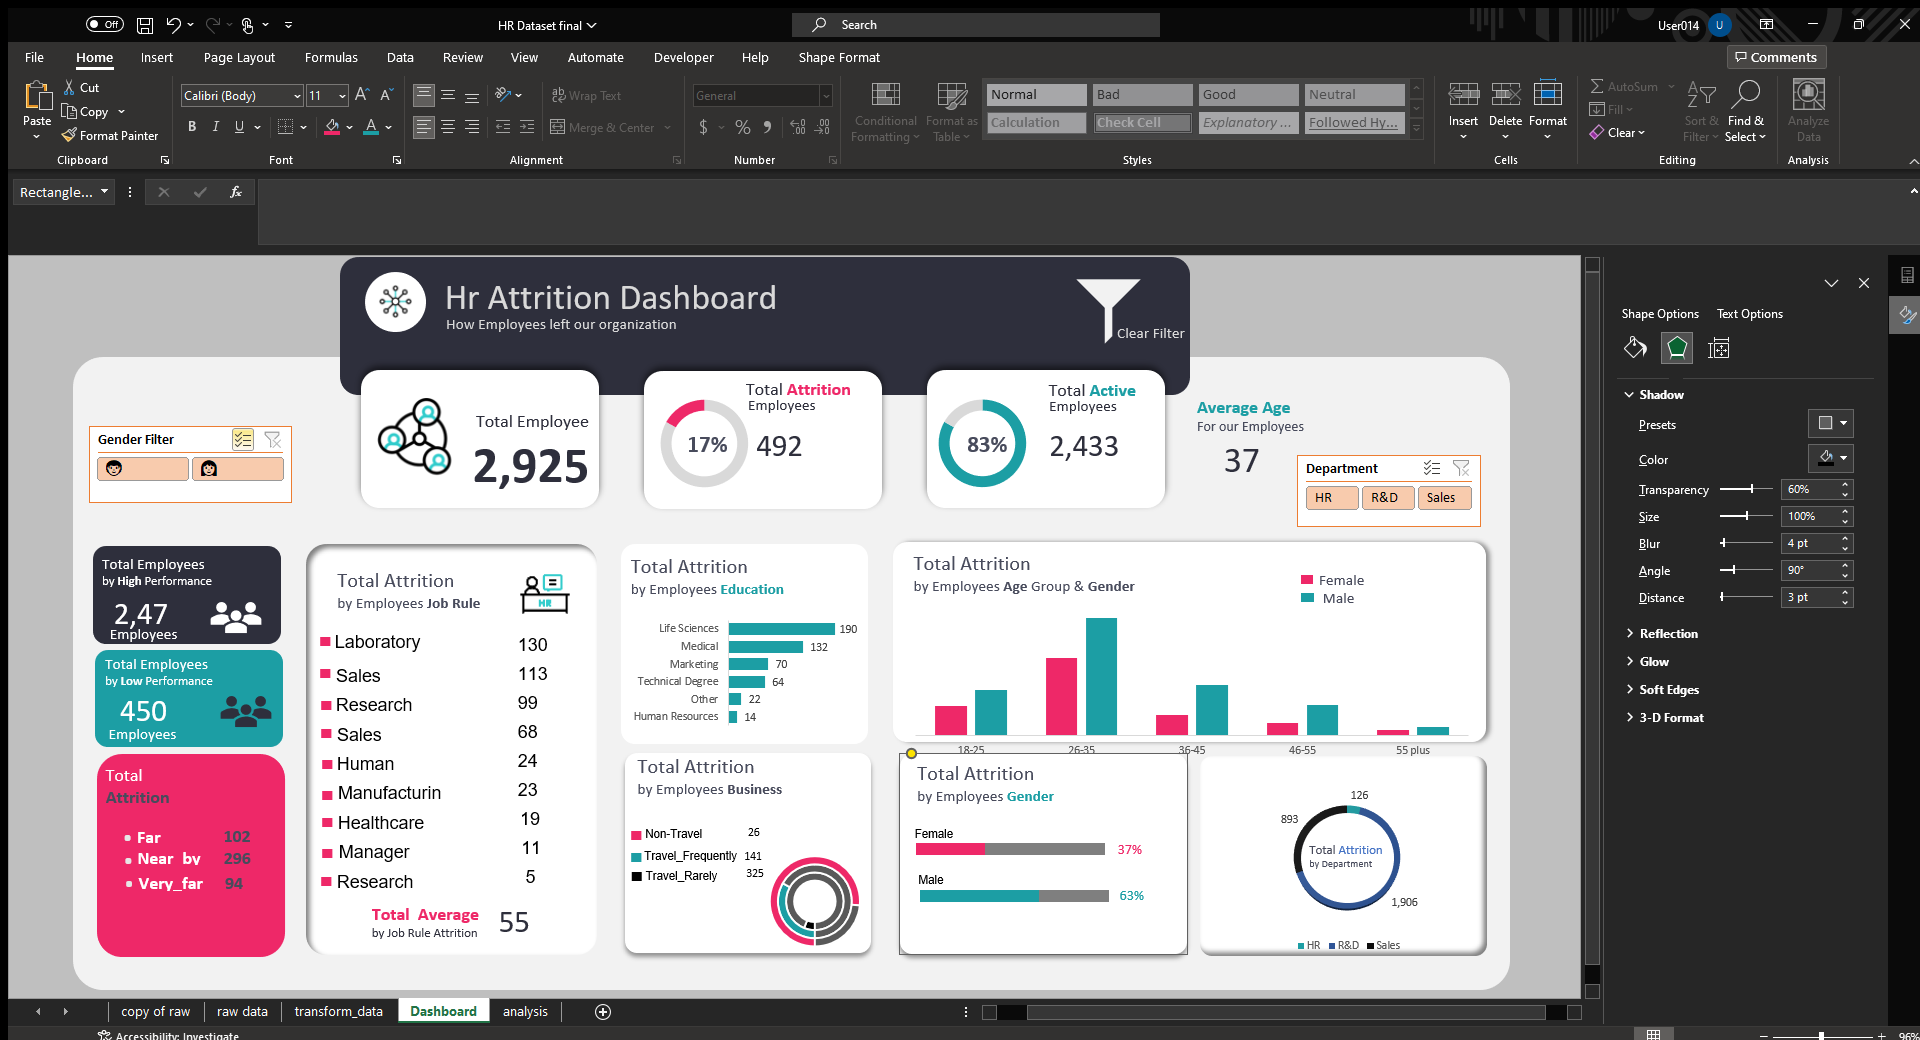 Off
HR Dataset final
Search
User014
U
File Home Insert Page Layout Formulas Data Review View Automate Developer Help Shape Format
Comments
Paste
Cut
Copy
Format Painter
Clipboard
Calibri (Body) 11
B I U
Font
Wrap Text
Merge & Center
Alignment
General
$ % 9
Number
Conditional
Formatting
Format as
Table
Normal Bad Good Neutral
Calculation Check Cell Explanatory ... Followed Hy...
Styles
Insert Delete Format
Cells
AutoSum
Fill
Clear
Sort &
Filter
Find &
Select
Editing
Analyze
Data
Analysis
Rectangle...
fx
Hr Attrition Dashboard
How Employees left our organization
Clear Filter
Gender Filter
Total Employee
2,925
Total Attrition
Employees
17%
492
Total Active
Employees
83%
2,433
Average Age
For our Employees
37
Department
HR R&D Sales
Total Employees
by High Performance
2,47
Employees
Total Employees
by Low Performance
450
Employees
Total
Attrition
Far 102
Near_by 296
Very_far 94
Total Attrition
by Employees Job Rule
HR
Laboratory 130
Sales 113
Research 99
Sales 68
Human 24
Manufacturin 23
Healthcare 19
Manager 11
Research 5
Total Average
by Job Rule Attrition
55
Total Attrition
by Employees Education
Life Sciences 190
Medical 132
Marketing 70
Technical Degree 64
Other 22
Human Resources 14
Total Attrition
by Employees Business
Non-Travel 26
Travel_Frequently 141
Travel_Rarely 325
Total Attrition
by Employees Age Group & Gender
Female
Male
18-25 26-35 36-45 46-55 55 plus
Total Attrition
by Employees Gender
Female
37%
Male
63%
126
893
Total Attrition
by Department
1,906
HR R&D Sales
Shape Options Text Options
Shadow
Presets
Color
Transparency 60%
Size 100%
Blur 4 pt
Angle 90°
Distance 3 pt
Reflection
Glow
Soft Edges
3-D Format
copy of raw raw data transform_data Dashboard analysis
Accessibility: Investigate
96%